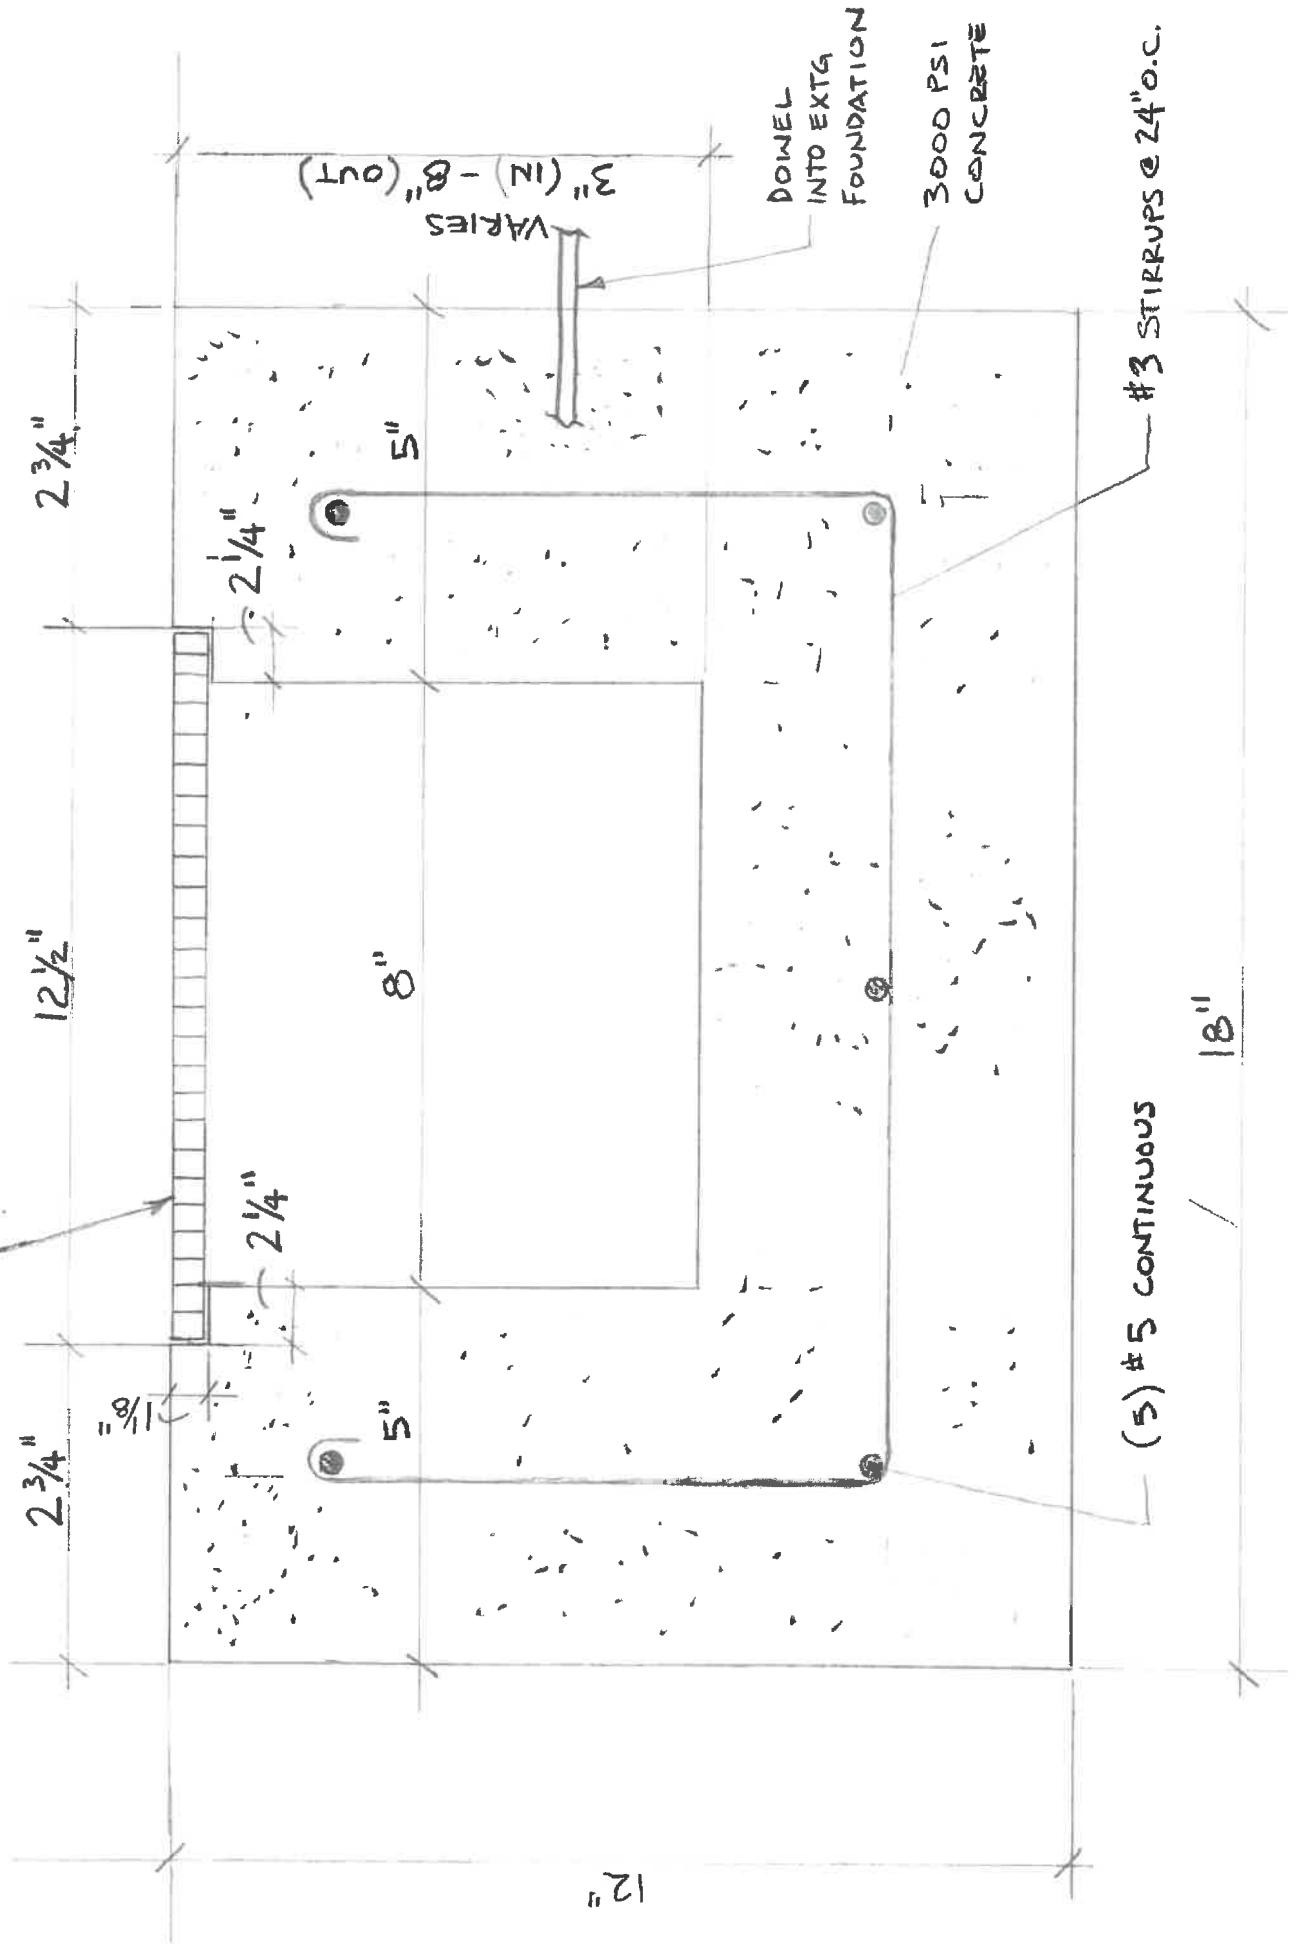 2 3/4"
12 1/2"
2 3/4"
1 1/8"
2 1/4"
2 1/4"
5"
8"
5"
VARIES
3" (IN) - 8" (OUT)
12"
DOWEL
INTO EXTG
FOUNDATION
3000 PSI
CONCRETE
#3 STIRRUPS @ 24" O.C.
(5) #5 CONTINUOUS
18"